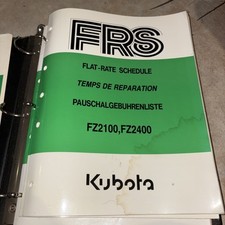 FRS
FLAT-RATE SCHEDULE
TEMPS DE REPARATION
PAUSCHALGEBUHRENLISTE
FZ2100,FZ2400
Kubota